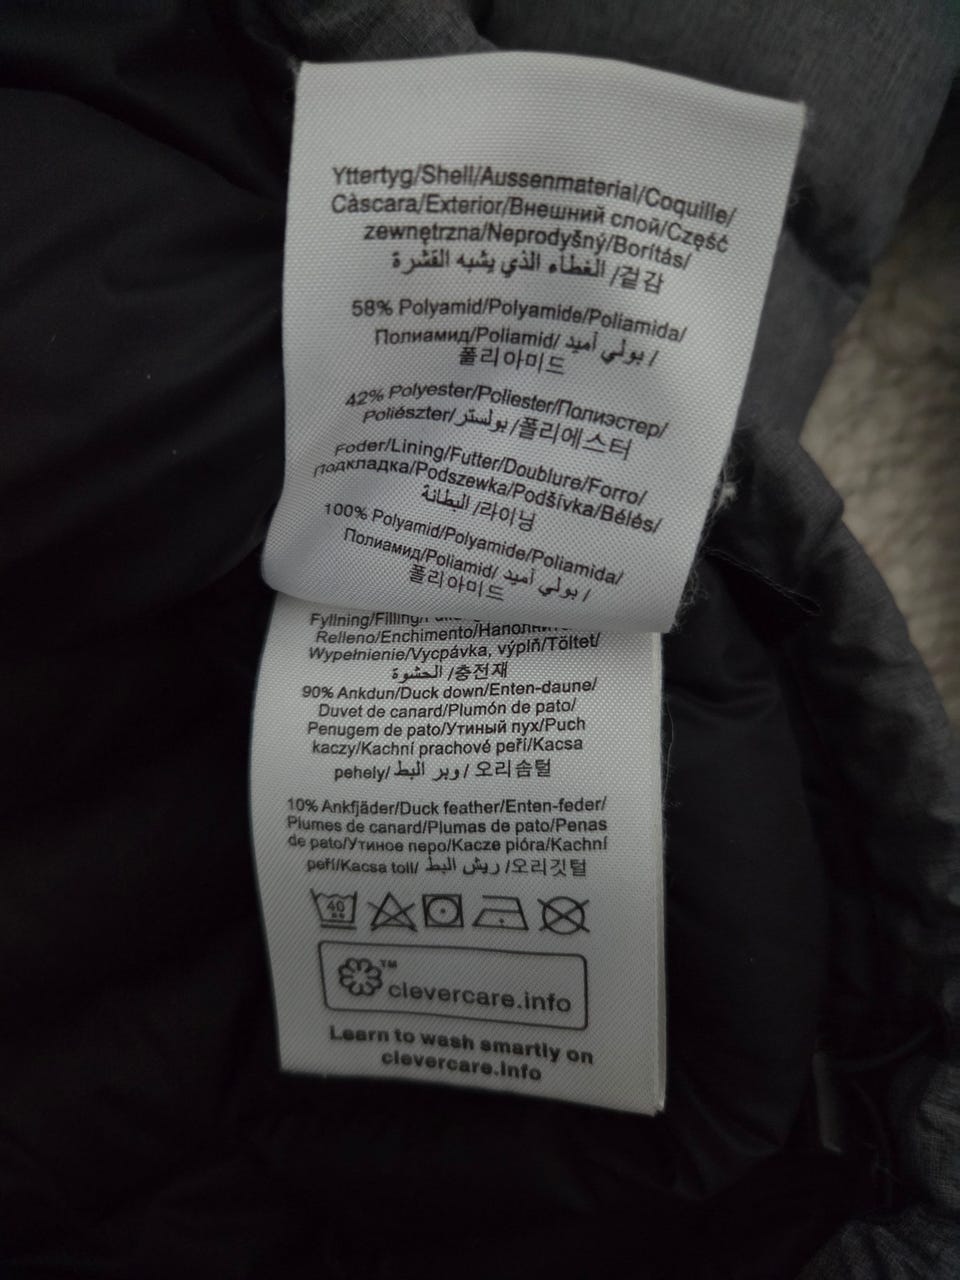 Yttertyg/Shell/Aussenmaterial/Coquille/
Càscara/Exterior/Внешний слой/Część
zewnętrzna/Neprodyšný/Borítás/
الغطاء الذي يشبه القشرة /겉감
58% Polyamid/Polyamide/Poliamida/
Полиамид/Poliamid/ بولي أميد /
폴리아미드
42% Polyester/Poliester/Полиэстер/
Poliészter/بولستر /폴리에스터
Foder/Lining/Futter/Doublure/Forro/
Подкладка/Podszewka/Podšívka/Bélés/
البطانة /라이닝
100% Polyamid/Polyamide/Poliamida/
Полиамид/Poliamid/ بولي أميد /
폴리아미드
Fyllning/Filling/
Relleno/Enchimento/
Wypełnienie/Vycpávka, výplň/Töltet/
الحشوة /충전재
90% Ankdun/Duck down/Enten-daune/
Duvet de canard/Plumón de pato/
Penugem de pato/Утиный пух/Puch
kaczy/Kachní prachové peří/Kacsa
pehely/ وبر البط / 오리솜털
10% Ankfjäder/Duck feather/Enten-feder/
Plumes de canard/Plumas de pato/Penas
de pato/Утиное перо/Kacze pióra/Kachní
peří/Kacsa toll/ ريش البط /오리깃털
40
clevercare.info
Learn to wash smartly on
clevercare.info